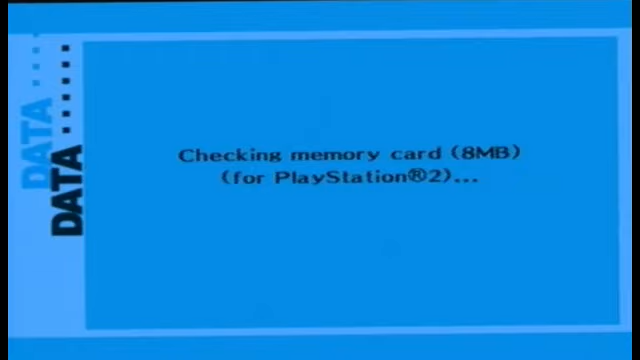 DATA
DATA
Checking memory card (8MB)
(for PlayStation®2)...